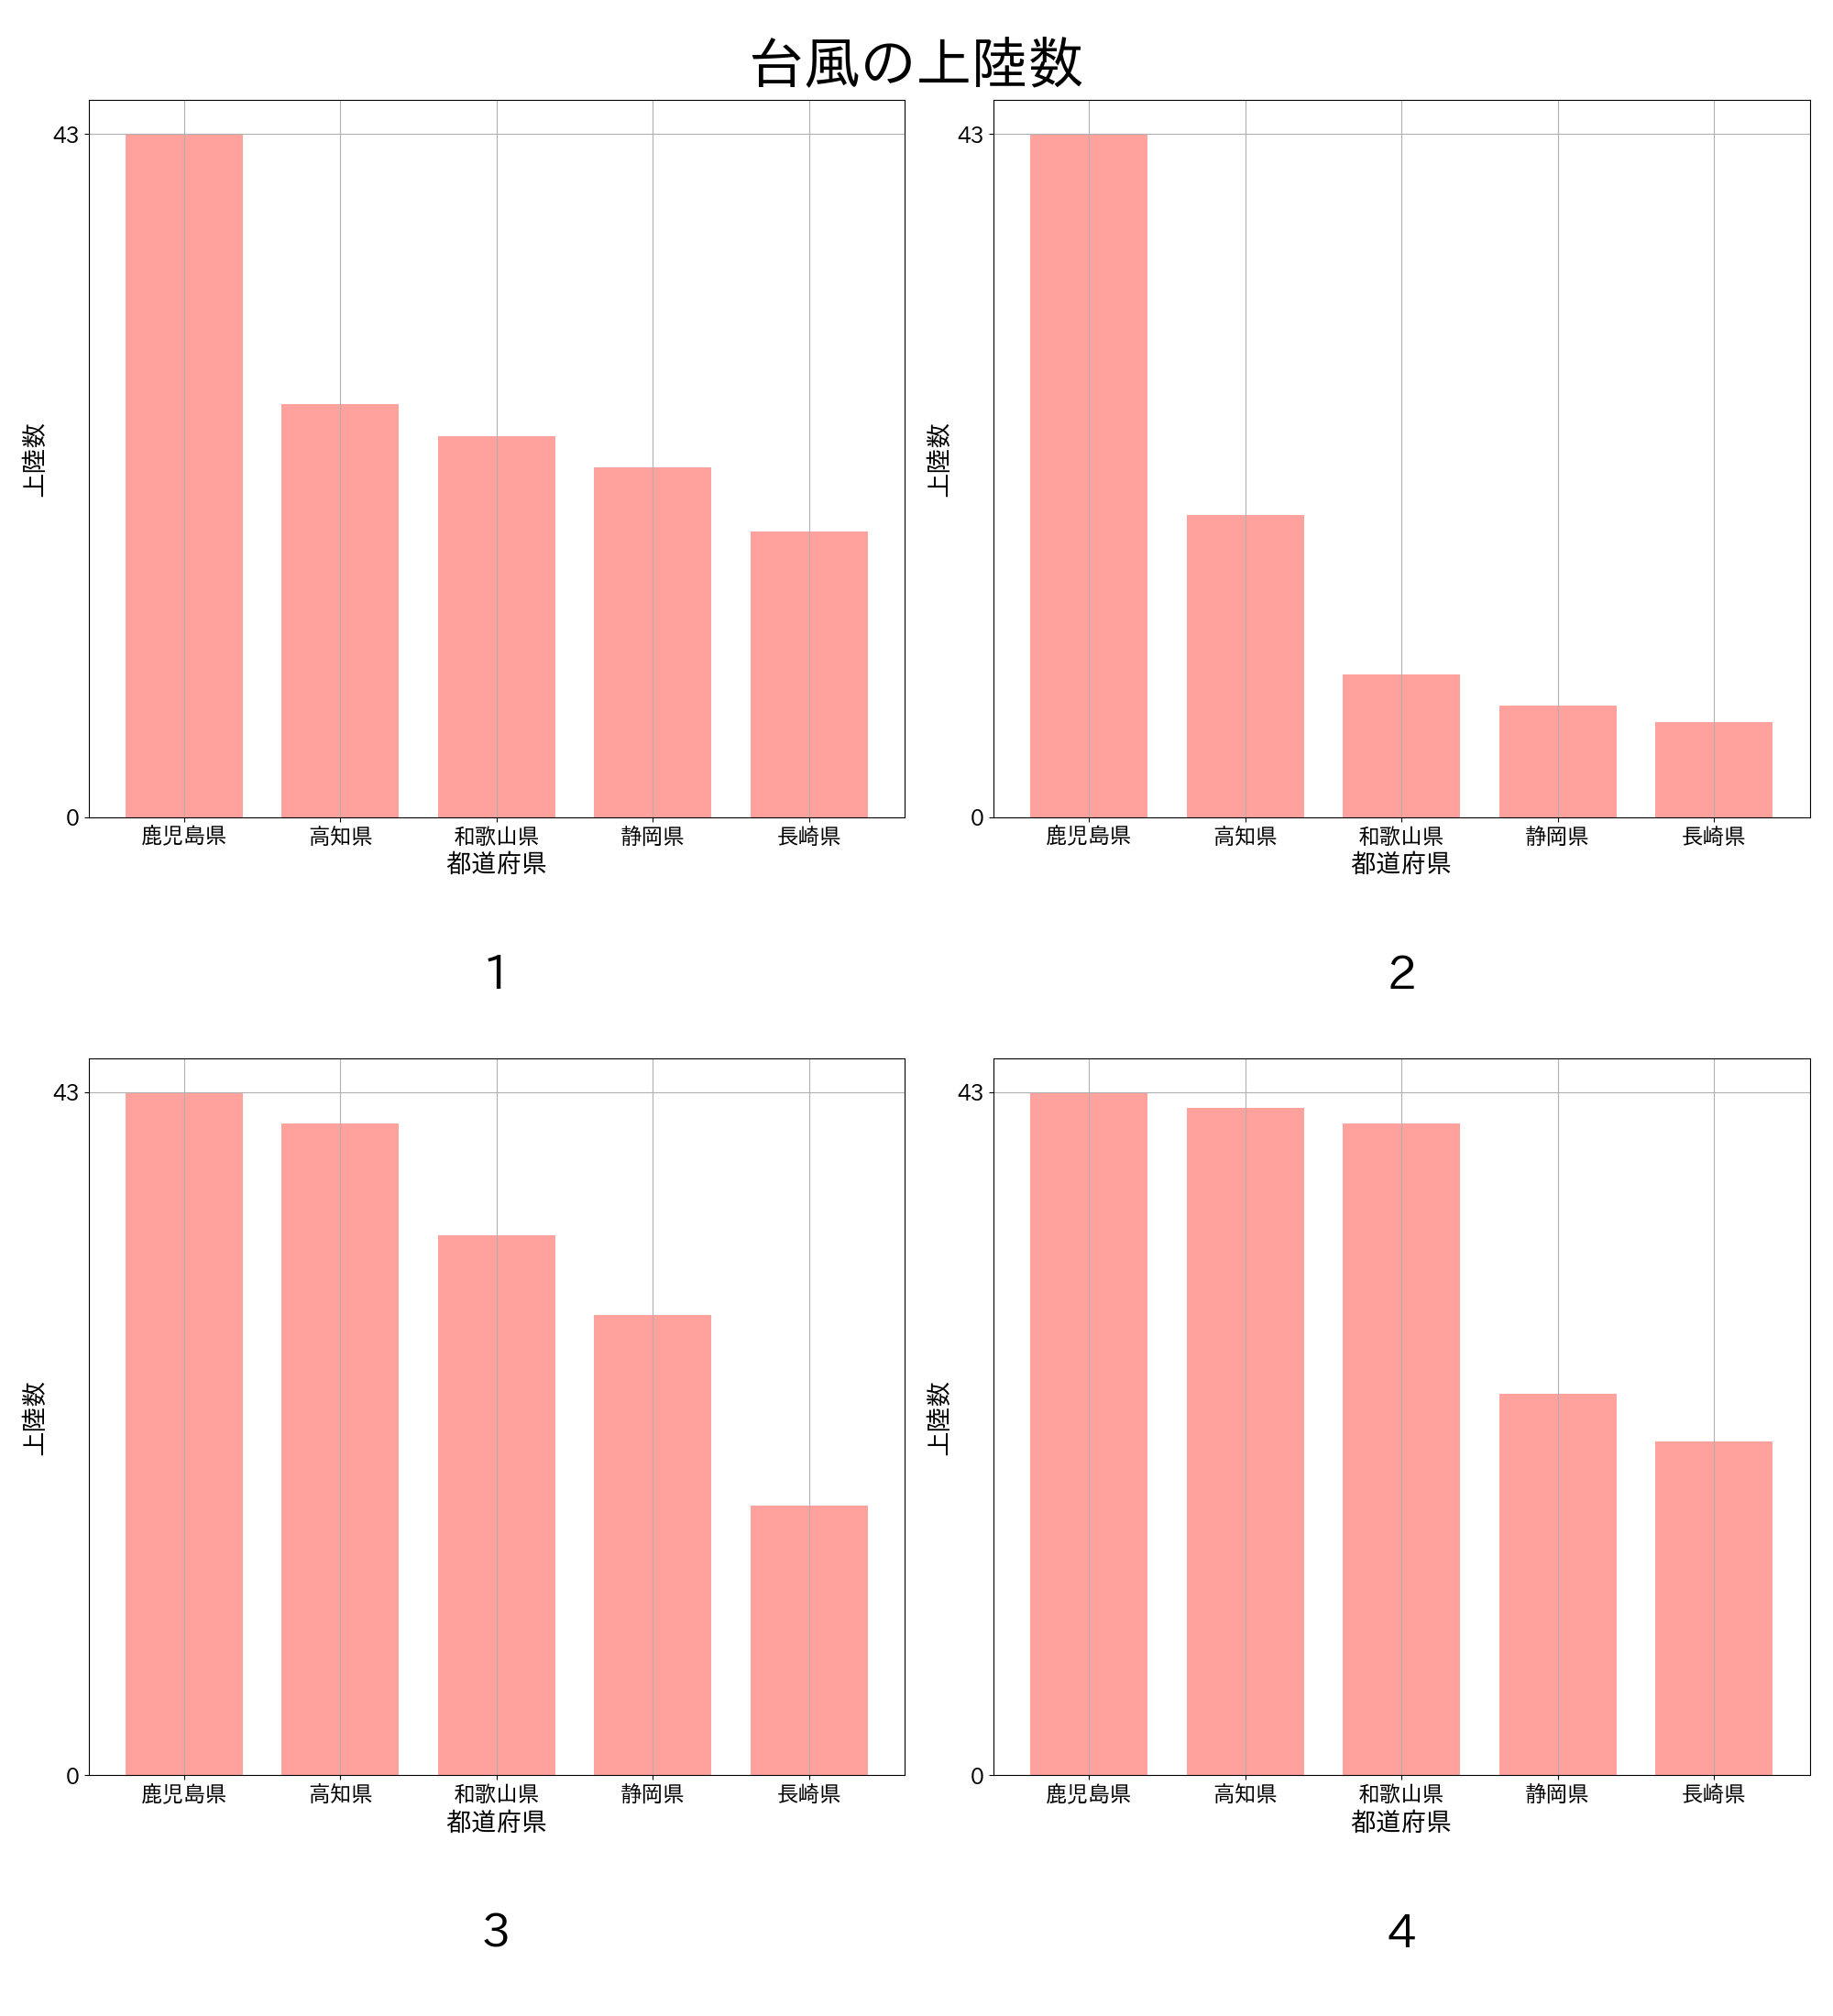 台風の上陸数
43
0
上陸数
鹿児島県 高知県 和歌山県 静岡県 長崎県
都道府県
1
43
0
上陸数
鹿児島県 高知県 和歌山県 静岡県 長崎県
都道府県
2
43
0
上陸数
鹿児島県 高知県 和歌山県 静岡県 長崎県
都道府県
3
43
0
上陸数
鹿児島県 高知県 和歌山県 静岡県 長崎県
都道府県
4